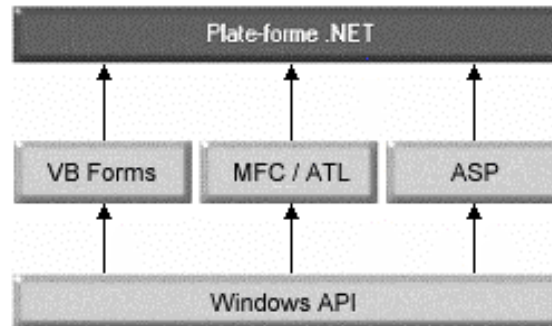 Plate-forme .NET
VB Forms
MFC / ATL
ASP
Windows API